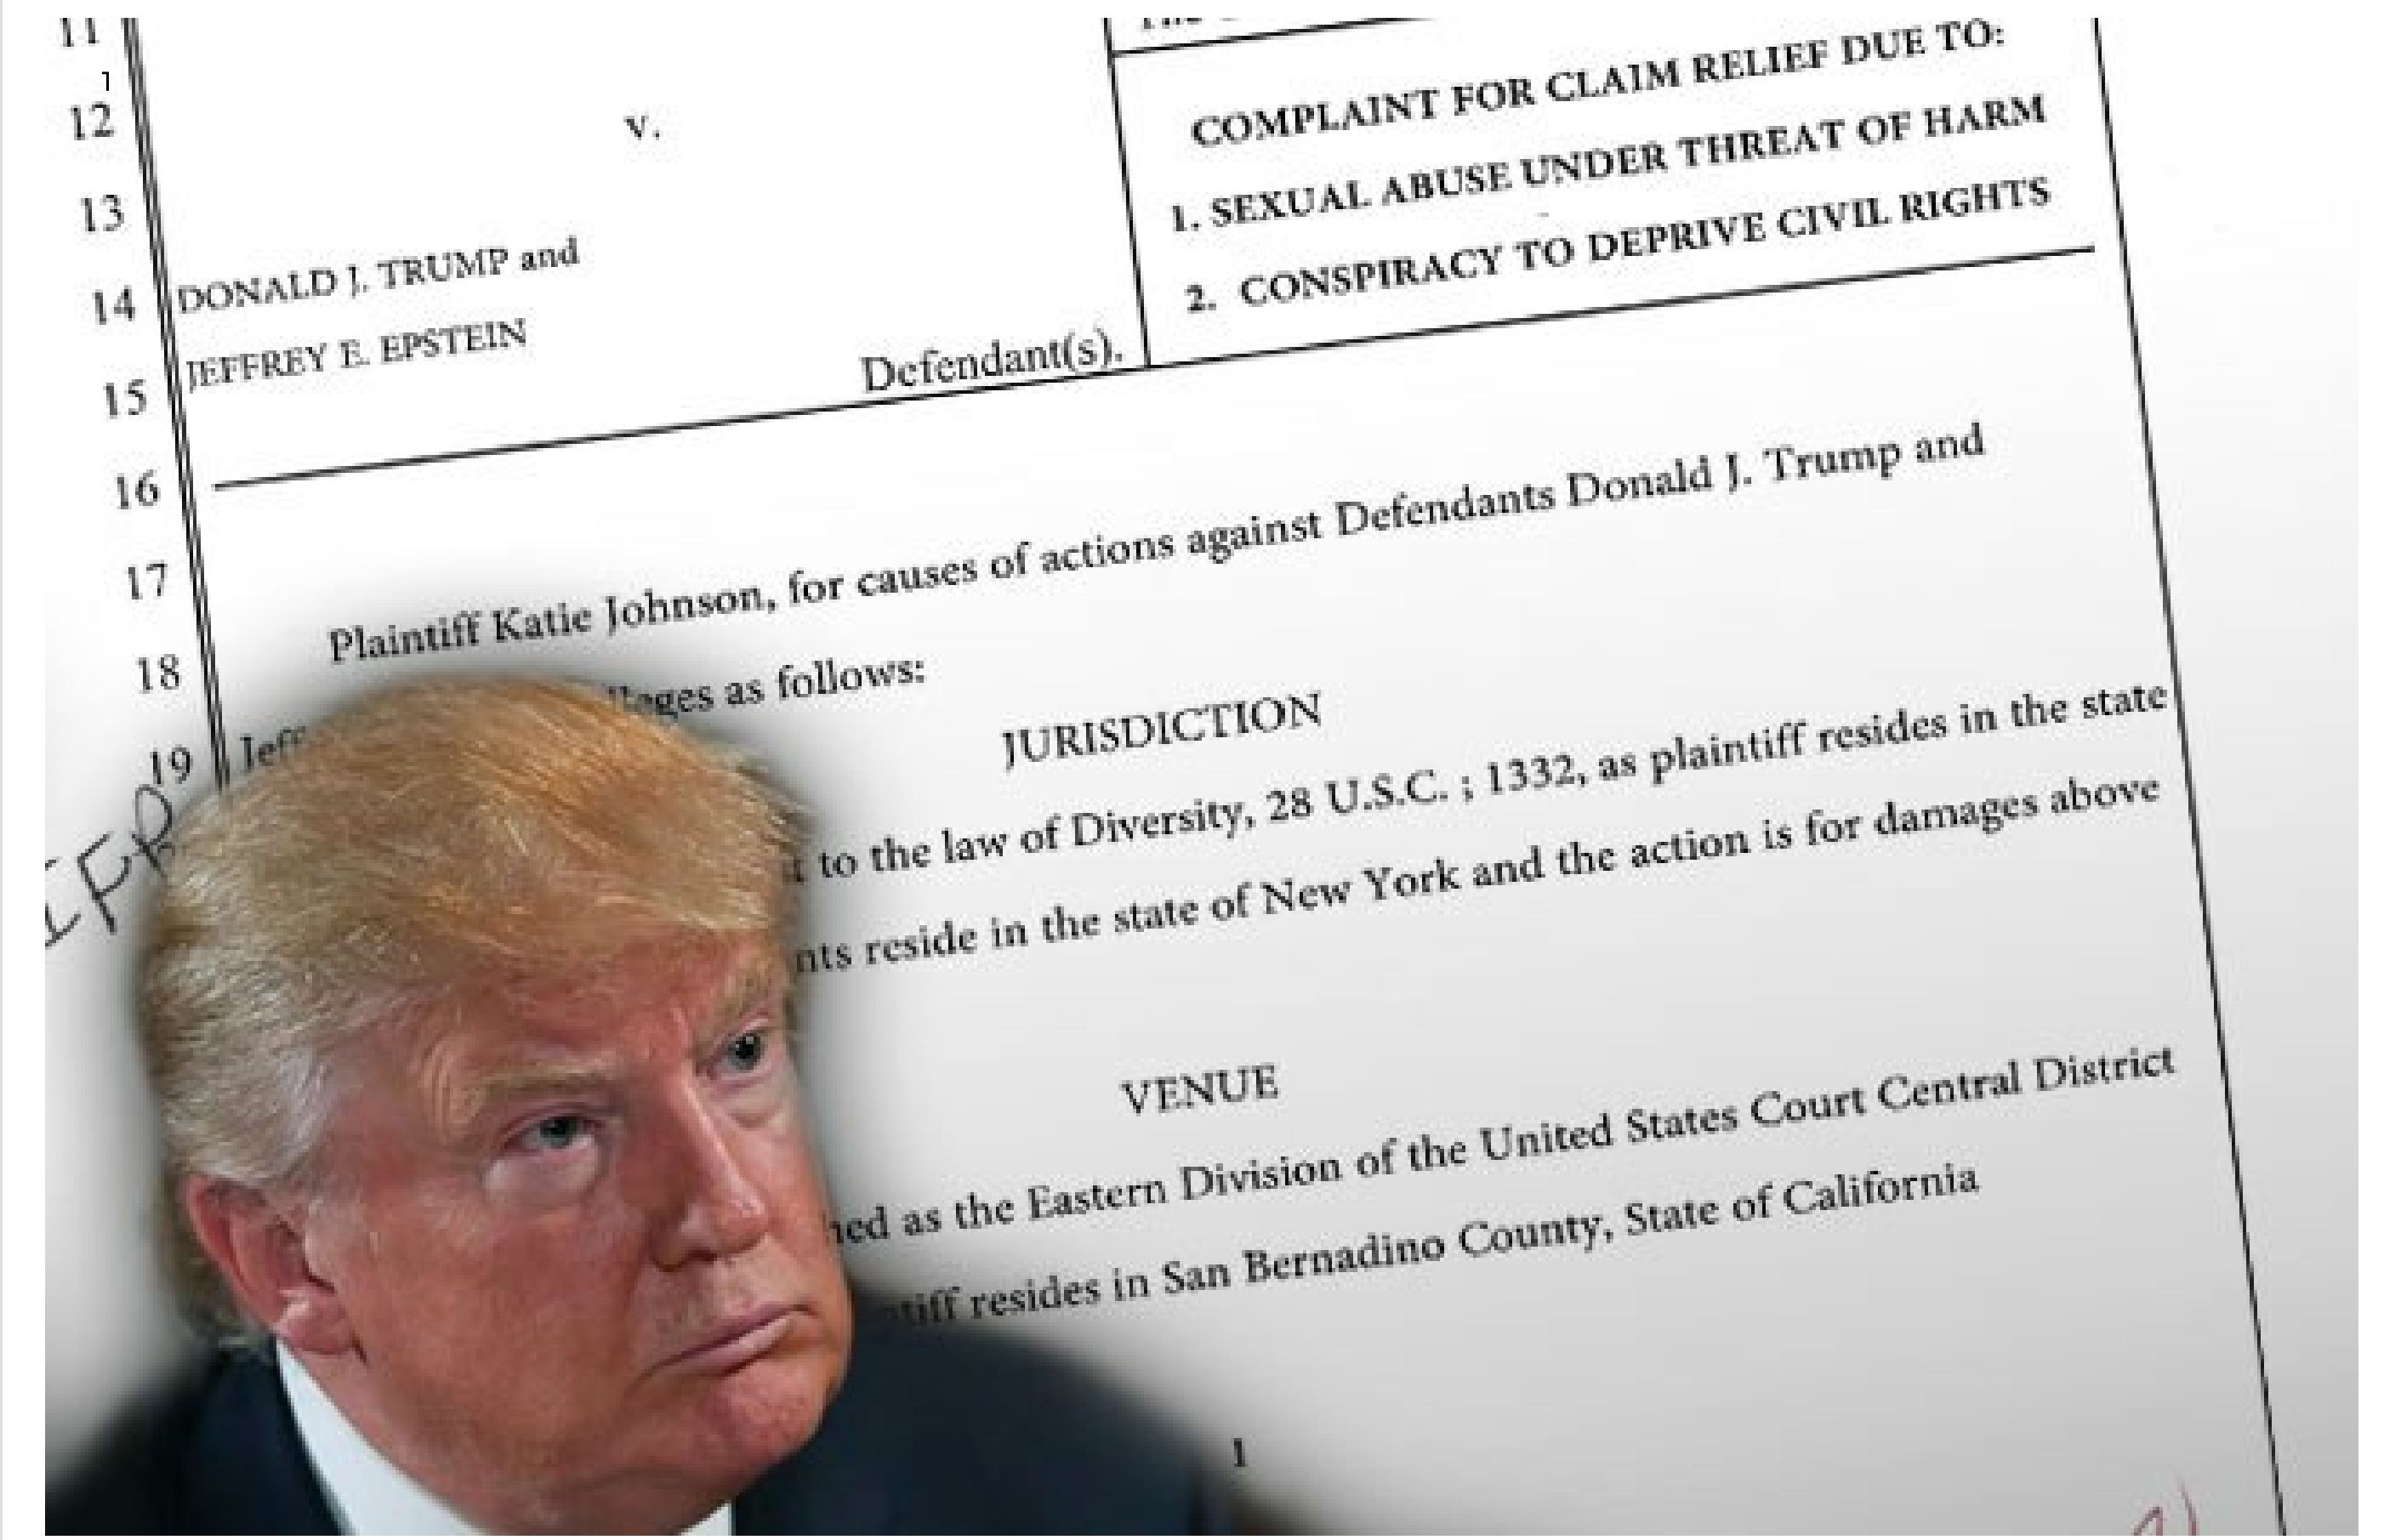 11
1
12
13
14
15
16
17
18
19
v.
DONALD J. TRUMP and
JEFFREY E. EPSTEIN
Defendant(s).
COMPLAINT FOR CLAIM RELIEF DUE TO:
1. SEXUAL ABUSE UNDER THREAT OF HARM
2. CONSPIRACY TO DEPRIVE CIVIL RIGHTS
Plaintiff Katie Johnson, for causes of actions against Defendants Donald J. Trump and
as follows:
JURISDICTION
to the law of Diversity, 28 U.S.C. ; 1332, as plaintiff resides in the state
reside in the state of New York and the action is for damages above
VENUE
as the Eastern Division of the United States Court Central District
resides in San Bernadino County, State of California
1